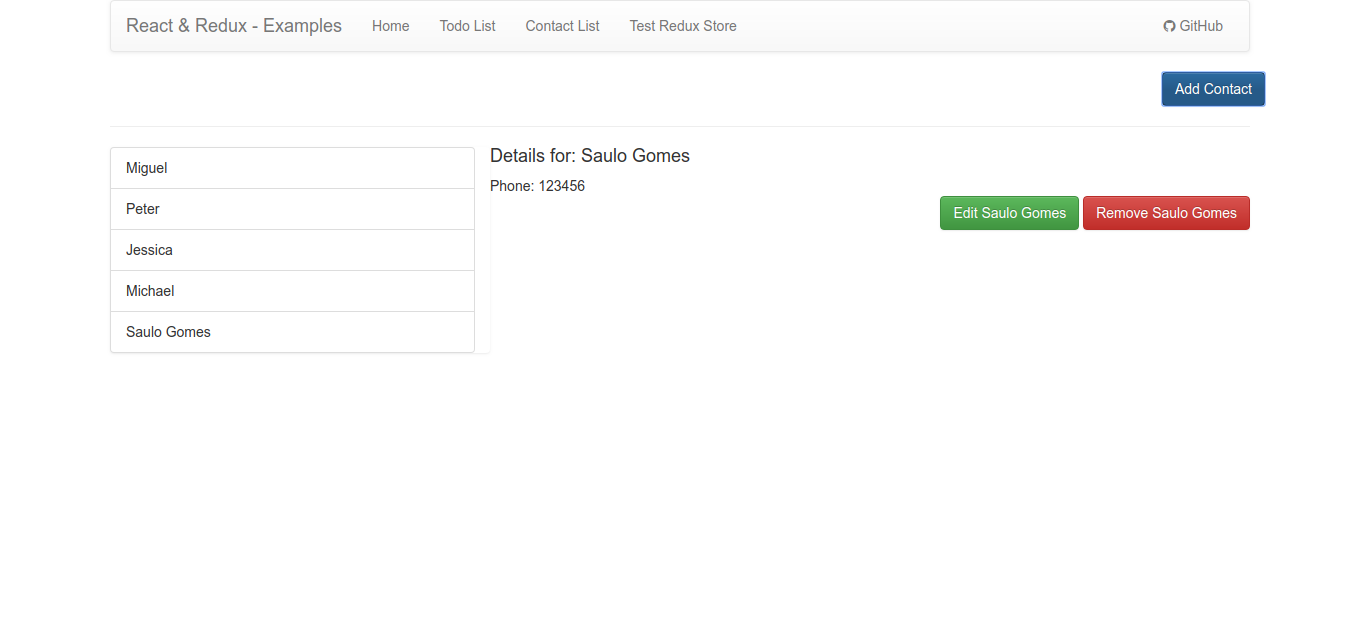 React & Redux - Examples Home Todo List Contact List Test Redux Store GitHub
Add Contact
Miguel
Peter
Jessica
Michael
Saulo Gomes
Details for: Saulo Gomes
Phone: 123456
Edit Saulo Gomes Remove Saulo Gomes